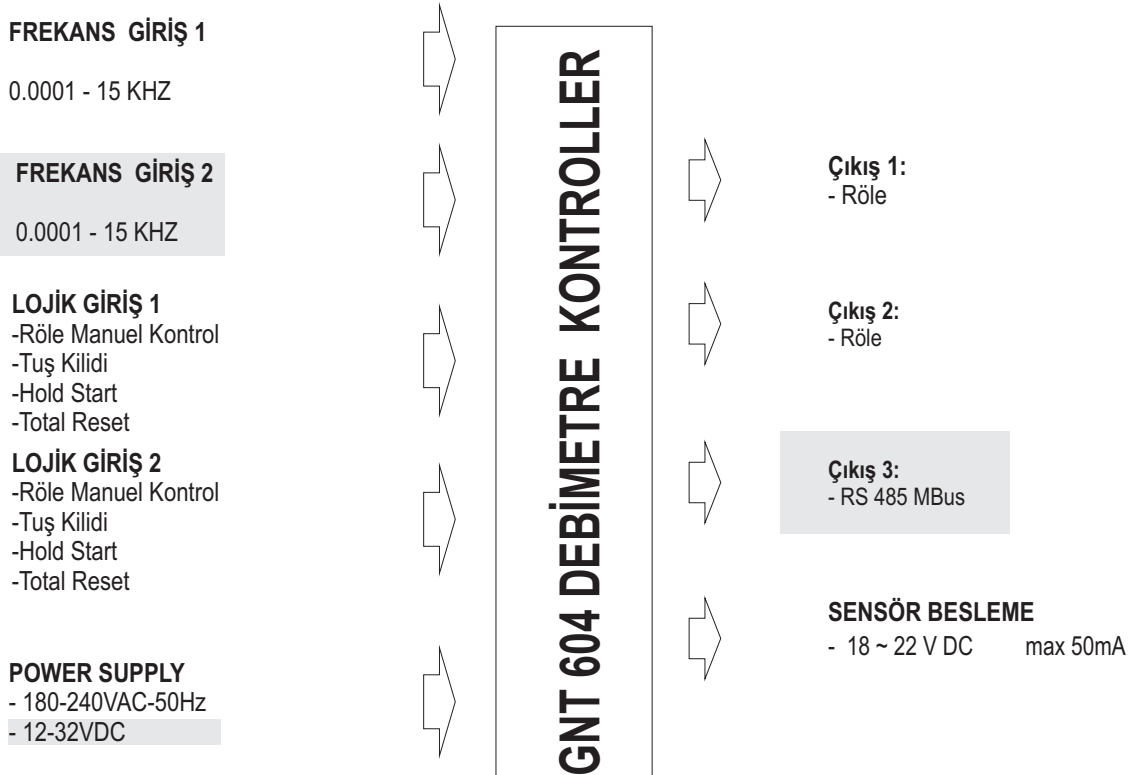 FREKANS GİRİŞ 1
0.0001 - 15 KHZ
FREKANS GİRİŞ 2
0.0001 - 15 KHZ
LOJİK GİRİŞ 1
-Röle Manuel Kontrol
-Tuş Kilidi
-Hold Start
-Total Reset
LOJİK GİRİŞ 2
-Röle Manuel Kontrol
-Tuş Kilidi
-Hold Start
-Total Reset
POWER SUPPLY
- 180-240VAC-50Hz
- 12-32VDC
GNT 604 DEBİMETRE KONTROLLER
Çıkış 1:
- Röle
Çıkış 2:
- Röle
Çıkış 3:
- RS 485 MBus
SENSÖR BESLEME
- 18 ~ 22 V DC max 50mA